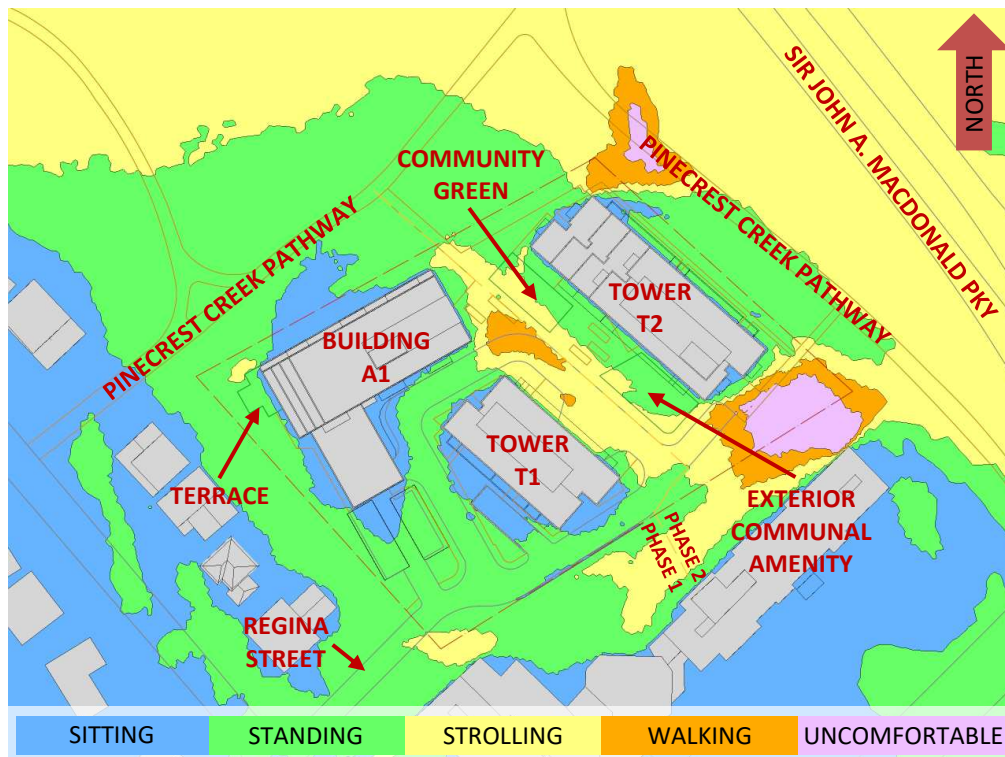 NORTH
SIR JOHN A. MACDONALD PKY
COMMUNITY
GREEN
PINECREST CREEK PATHWAY
PINECREST CREEK PATHWAY
TOWER
T2
BUILDING
A1
TOWER
T1
TERRACE
EXTERIOR
COMMUNAL
AMENITY
PHASE 2
PHASE 1
REGINA
STREET
SITTING
STANDING
STROLLING
WALKING
UNCOMFORTABLE